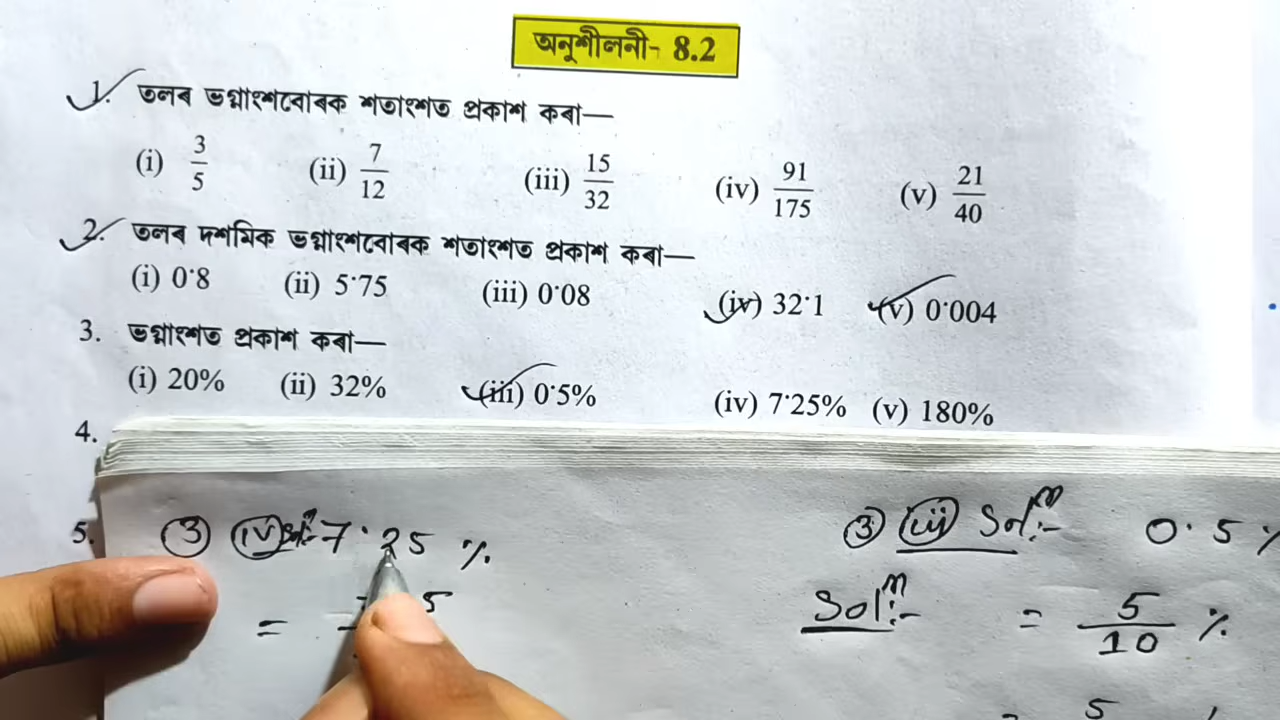 অনুশীলনী- 8.2
1. তলৰ ভগ্নাংশবোৰক শতাংশত প্ৰকাশ কৰা—
(i) 3/5 (ii) 7/12 (iii) 15/32 (iv) 91/175 (v) 21/40
2. তলৰ দশমিক ভগ্নাংশবোৰক শতাংশত প্ৰকাশ কৰা—
(i) 0·8 (ii) 5·75 (iii) 0·08 (iv) 32·1 (v) 0·004
3. ভগ্নাংশত প্ৰকাশ কৰা—
(i) 20% (ii) 32% (iii) 0·5% (iv) 7·25% (v) 180%
4.
5.
3 (iv) Solⁿ:- 7·25 %
=
3 (iii) Solⁿ:- 0·5 %
Solⁿ:- = 5/10 %
= 5